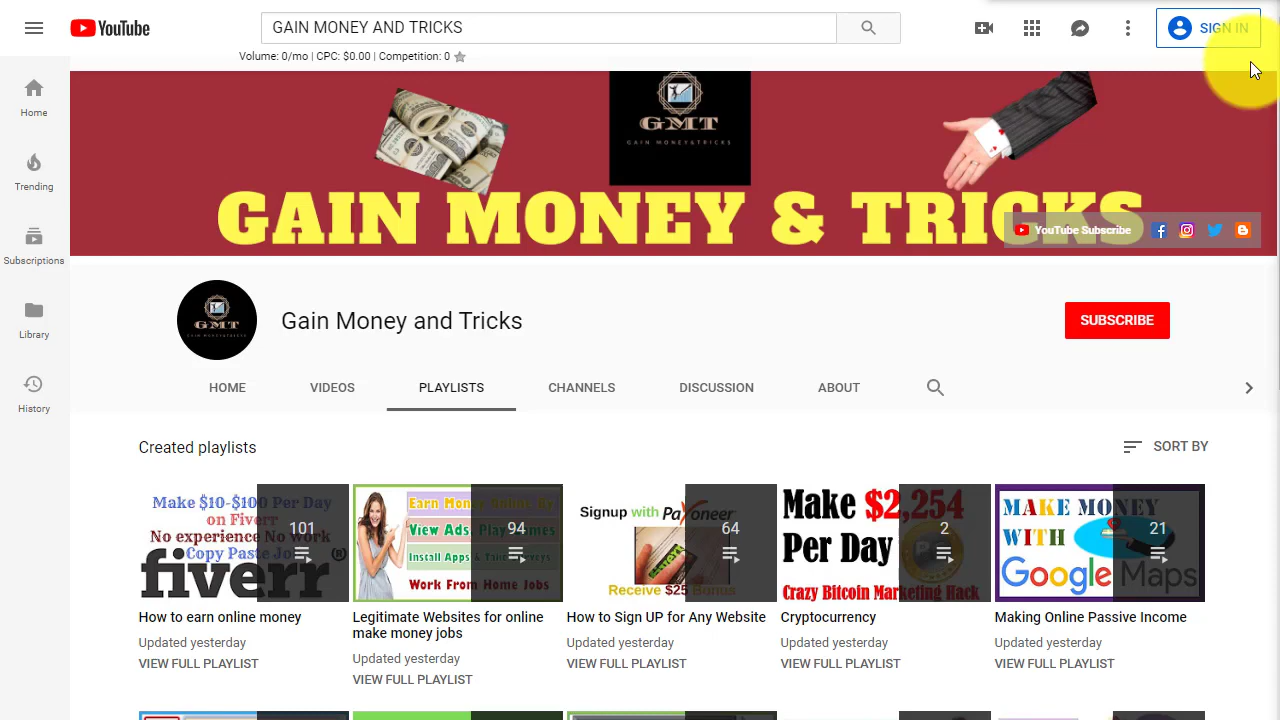 YouTube
GAIN MONEY AND TRICKS
SIGN IN
Volume: 0/mo | CPC: $0.00 | Competition: 0
Home
Trending
Subscriptions
Library
History
GMT
GAIN MONEY&TRICKS
GAIN MONEY & TRICKS
YouTube Subscribe
GMT
Gain Money and Tricks
SUBSCRIBE
HOME VIDEOS PLAYLISTS CHANNELS DISCUSSION ABOUT
Created playlists
SORT BY
Make $10-$100 Per Day
on Fiverr
No experience No Work
Copy Paste Jo
fiverr®
101
How to earn online money
Updated yesterday
VIEW FULL PLAYLIST
Earn Money Online By
View Ads, Play Games
Install Apps & Paid Surveys
Work From Home Jobs
94
Legitimate Websites for online
make money jobs
Updated yesterday
VIEW FULL PLAYLIST
Signup with Payoneer
Receive $25 Bonus
64
How to Sign UP for Any Website
Updated yesterday
VIEW FULL PLAYLIST
Make $2,254
Per Day
Crazy Bitcoin Marketing Hack
2
Cryptocurrency
Updated yesterday
VIEW FULL PLAYLIST
MAKE MONEY
WITH
Google Maps
21
Making Online Passive Income
Updated yesterday
VIEW FULL PLAYLIST